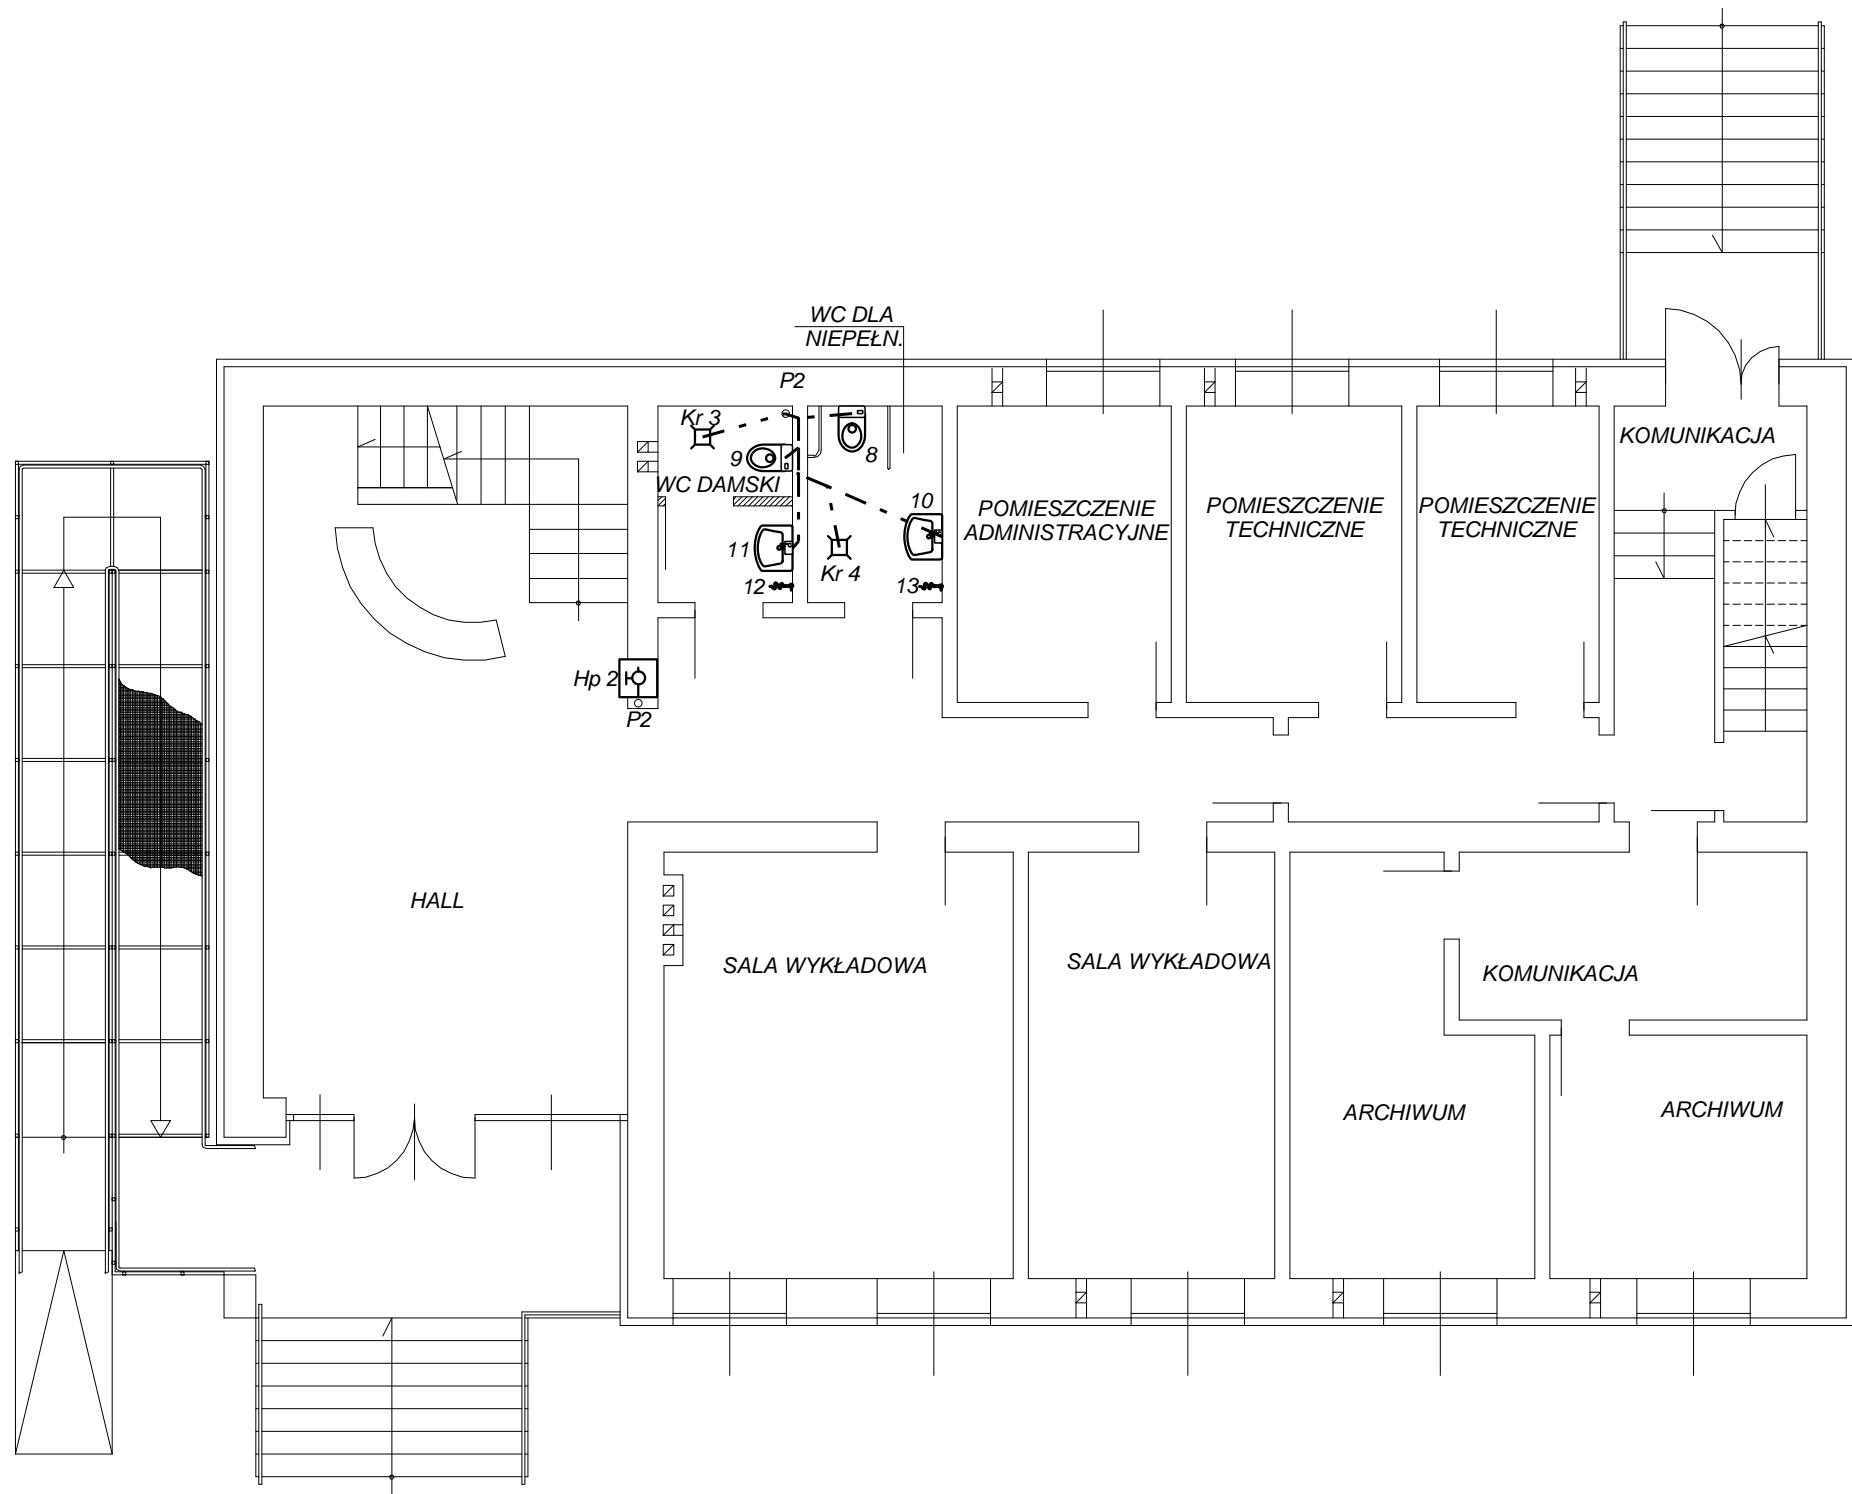 WC DLA
NIEPEŁN.
P2
Kr 3
9
8
WC DAMSKI
10
11
12
Kr 4
13
Hp 2
P2
POMIESZCZENIE
ADMINISTRACYJNE
POMIESZCZENIE
TECHNICZNE
POMIESZCZENIE
TECHNICZNE
KOMUNIKACJA
HALL
SALA WYKŁADOWA
SALA WYKŁADOWA
KOMUNIKACJA
ARCHIWUM
ARCHIWUM